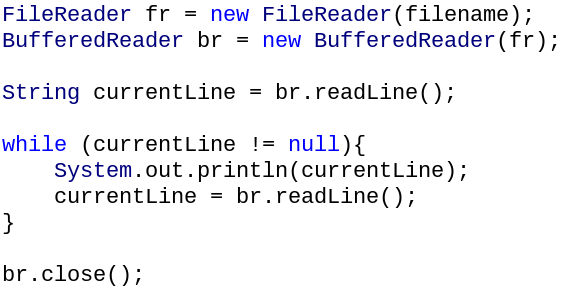 FileReader fr = new FileReader(filename);
BufferedReader br = new BufferedReader(fr);
String currentLine = br.readLine();
while (currentLine != null){
    System.out.println(currentLine);
    currentLine = br.readLine();
}
br.close();